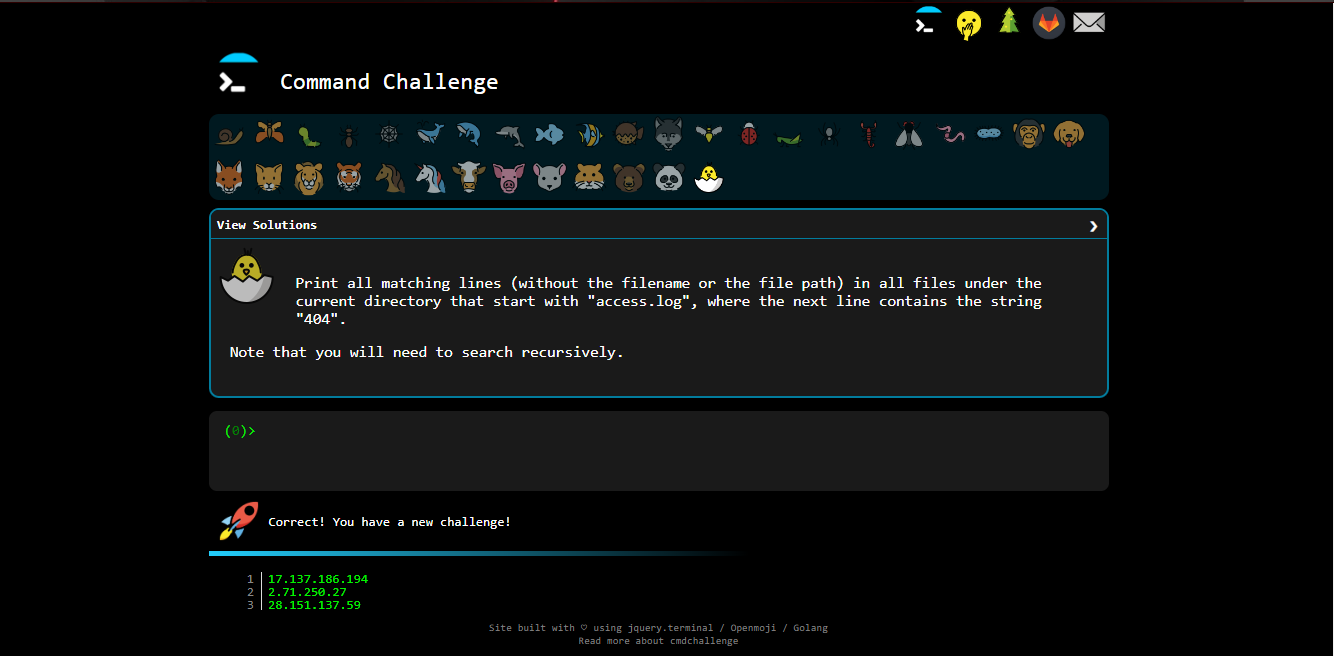 Command Challenge
View Solutions
Print all matching lines (without the filename or the file path) in all files under the
current directory that start with "access.log", where the next line contains the string
"404".
Note that you will need to search recursively.
(0)>
Correct! You have a new challenge!
1 17.137.186.194
2 2.71.250.27
3 28.151.137.59
Site built with ♡ using jquery.terminal / Openmoji / Golang
Read more about cmdchallenge